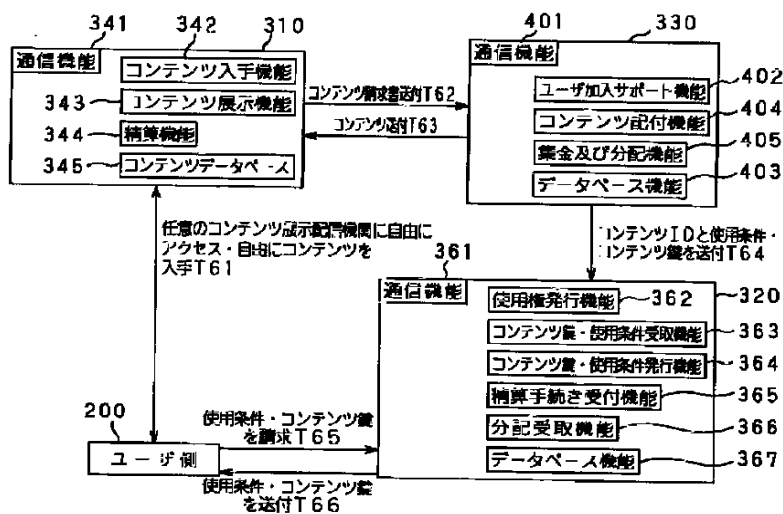 341
342
310
通信機能
コンテンツ入手機能
343
コンテンツ展示機能
344
精算機能
345
コンテンツデータベース
コンテンツ請求書送付T62
コンテンツ送付T63
401
330
通信機能
402
ユーザ加入サポート機能
コンテンツ配付機能
404
集金及び分配機能
405
データベース機能
403
任意のコンテンツ展示配信機関に自由に
アクセス・自由にコンテンツを
入手T61
コンテンツIDと使用条件・
コンテンツ鍵を送付T64
361
通信機能
320
使用権発行機能
362
コンテンツ鍵・使用条件受取機能
363
コンテンツ鍵・使用条件発行機能
364
精算手続き受付機能
365
分配受取機能
366
データベース機能
367
200
ユーザ側
使用条件・コンテンツ鍵
を請求T65
使用条件・コンテンツ鍵
を送付T66